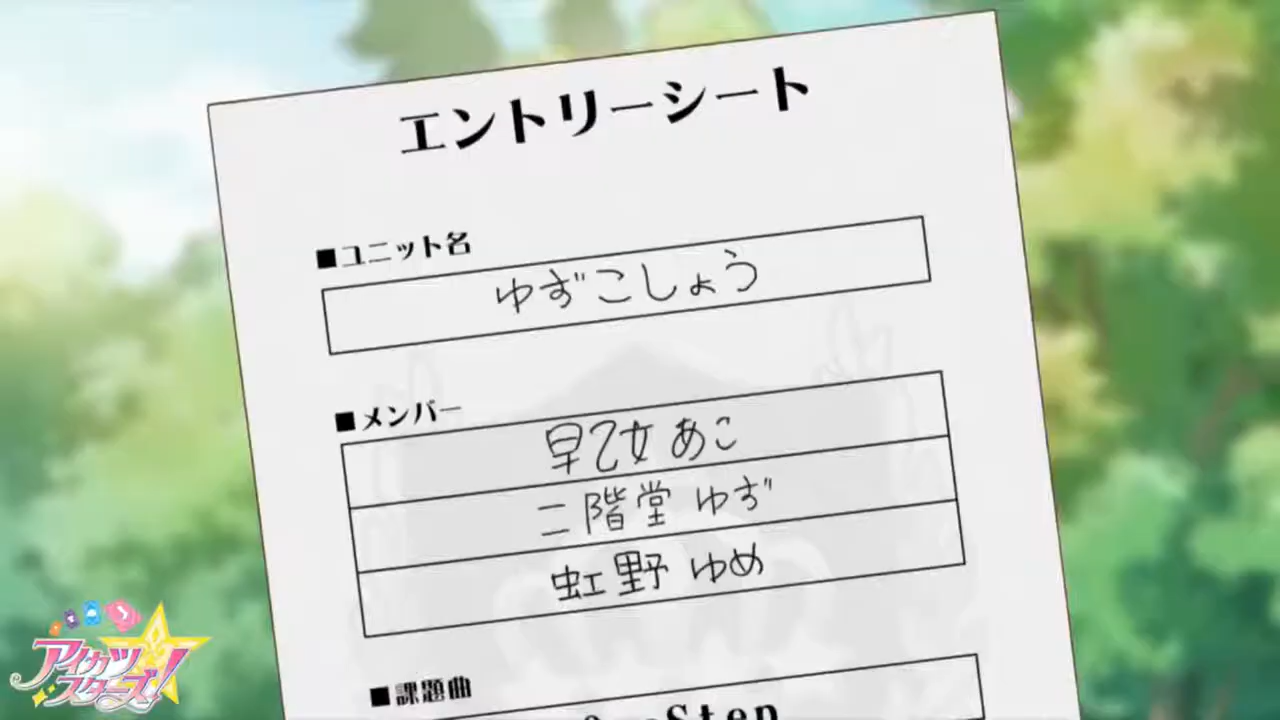 エントリーシート
■ユニット名
ゆずこしょう
■メンバー
早乙女 あこ
二階堂 ゆず
虹野 ゆめ
■課題曲
Step
アイカツ
スターズ!